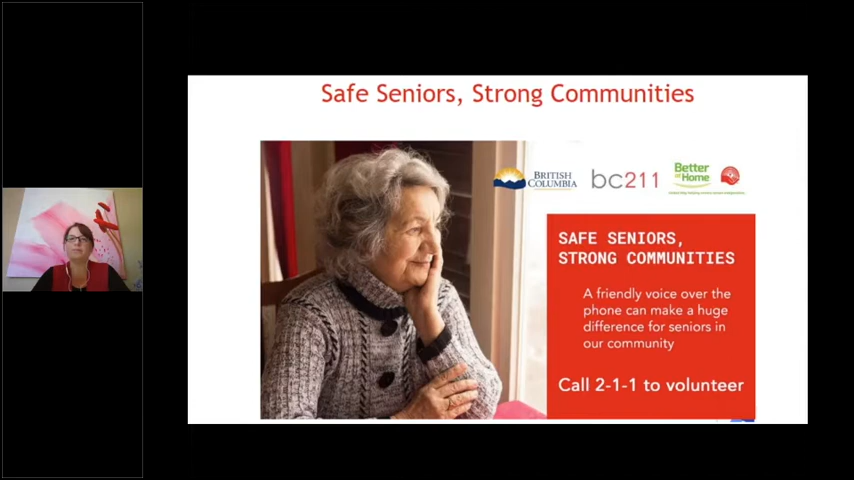 Safe Seniors, Strong Communities
BRITISH
COLUMBIA
bc211
Better
at Home
SAFE SENIORS,
STRONG COMMUNITIES
A friendly voice over the
phone can make a huge
difference for seniors in
our community
Call 2-1-1 to volunteer